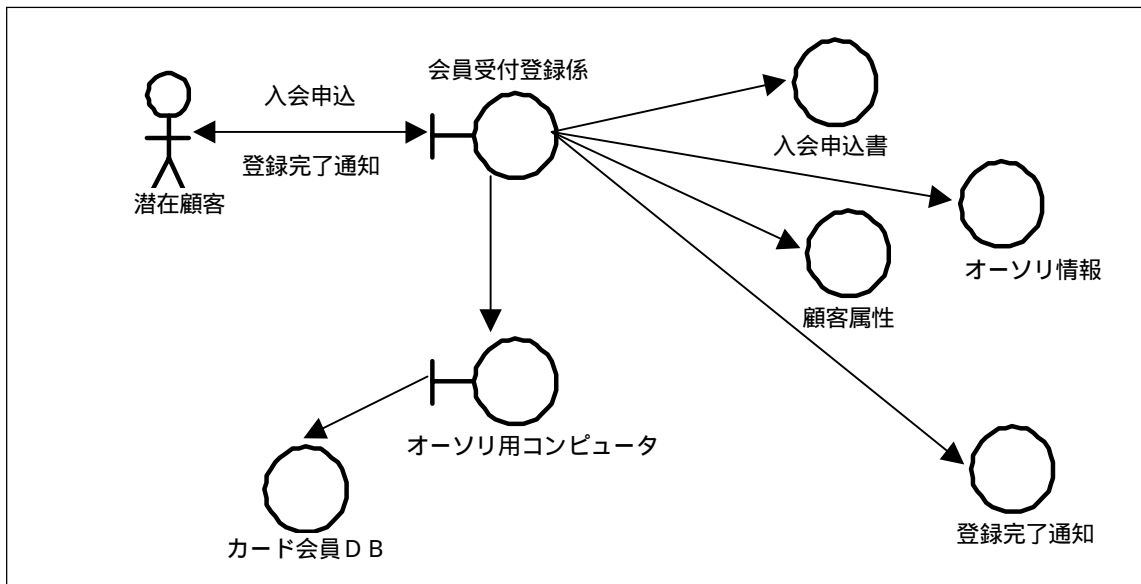 会員受付登録係
入会申込
入会申込書
登録完了通知
潜在顧客
オーソリ情報
顧客属性
オーソリ用コンピュータ
登録完了通知
カード会員ＤＢ